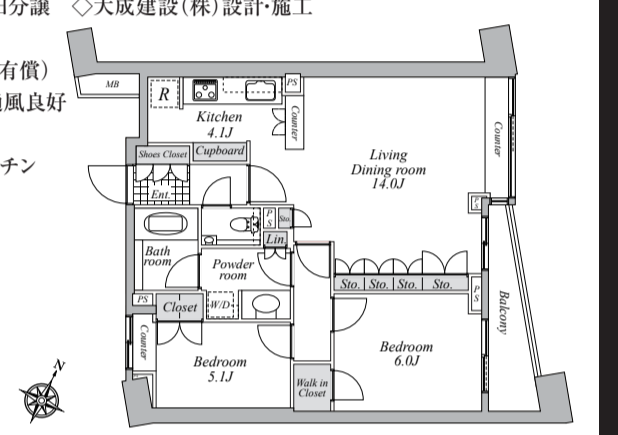 分譲 ◇大成建設(株)設計・施工
有償)
風良好
チン
MB
R
PS
Kitchen
4.1J
Counter
Counter
Shoes Closet
Cupboard
Living
Dining room
14.0J
Ent.
PS
PS
Sto.
Lin.
Bath
room
Powder
room
Sto.
Sto.
Sto.
Sto.
PS
PS
Closet
W/D
Balcony
Counter
Bedroom
5.1J
Bedroom
6.0J
Walk in
Closet
N